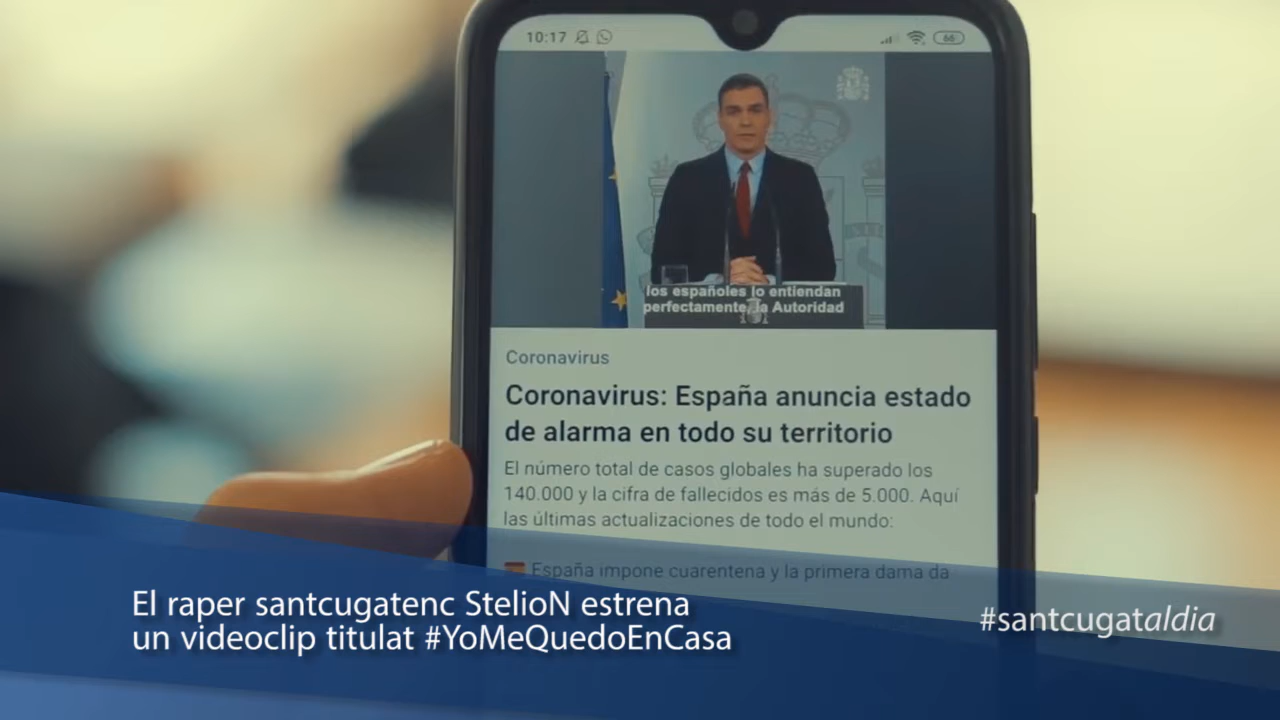 10:17
66
los españoles lo entiendan
perfectamente, la Autoridad
Coronavirus
Coronavirus: España anuncia estado
de alarma en todo su territorio
El número total de casos globales ha superado los
140.000 y la cifra de fallecidos es más de 5.000. Aquí
las últimas actualizaciones de todo el mundo:
España impone cuarentena y la primera dama da
El raper santcugatenc StelioN estrena
un videoclip titulat #YoMeQuedoEnCasa
#santcugataldia